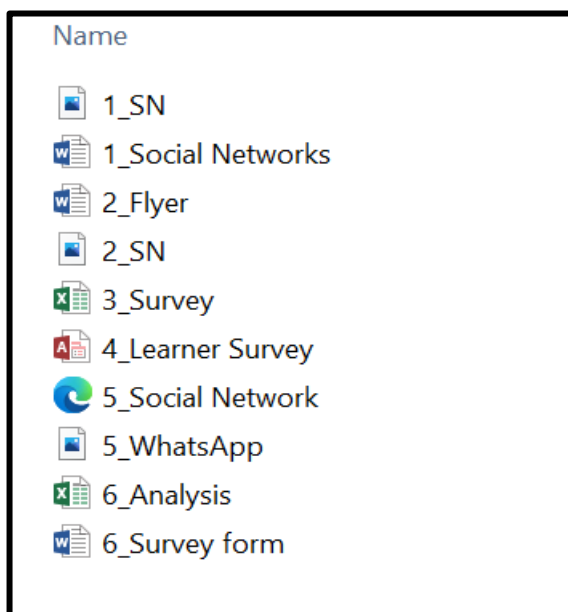 Name
1_SN
1_Social Networks
2_Flyer
2_SN
3_Survey
4_Learner Survey
5_Social Network
5_WhatsApp
6_Analysis
6_Survey form